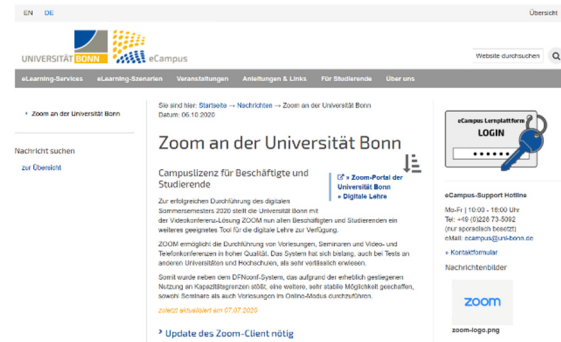 EN DE
Übersicht
UNIVERSITÄT BONN
eCampus
Website durchsuchen
eLearning-Services eLearning-Szenarien Veranstaltungen Anleitungen & Links Für Studierende Über uns
› Zoom an der Universität Bonn
Nachricht suchen
zur Übersicht
Sie sind hier: Startseite → Nachrichten → Zoom an der Universität Bonn
Datum: 06.10.2020
Zoom an der Universität Bonn
Campuslizenz für Beschäftigte und
Studierende
» Zoom-Portal der
Universität Bonn
» Digitale Lehre
Zur erfolgreichen Durchführung des digitalen
Sommersemesters 2020 stellt die Universität Bonn mit
der Videokonferenz-Lösung ZOOM nun allen Beschäftigten und Studierenden ein
weiteres geeignetes Tool für die digitale Lehre zur Verfügung.
ZOOM ermöglicht die Durchführung von Vorlesungen, Seminaren und Video- und
Telefonkonferenzen in hoher Qualität. Das System hat sich bislang, auch bei Tests an
anderen Universitäten und Hochschulen, als sehr verlässlich erwiesen.
Somit wurde neben dem DFNconf-System, das aufgrund der erheblich gestiegenen
Nutzung an Kapazitätsgrenzen stößt, eine weitere, sehr stabile Möglichkeit geschaffen,
sowohl Seminare als auch Vorlesungen im Online-Modus durchzuführen.
zuletzt aktualisiert am 07.07.2020
› Update des Zoom-Client nötig
eCampus Lernplattform
LOGIN
eCampus-Support Hotline
Mo-Fr | 10:00 - 16:00 Uhr
Tel: +49 (0)228 73-5092
(nur sporadisch besetzt)
eMail: ecampus@uni-bonn.de
» Kontaktformular
Nachrichtenbilder
zoom
zoom-logo.png